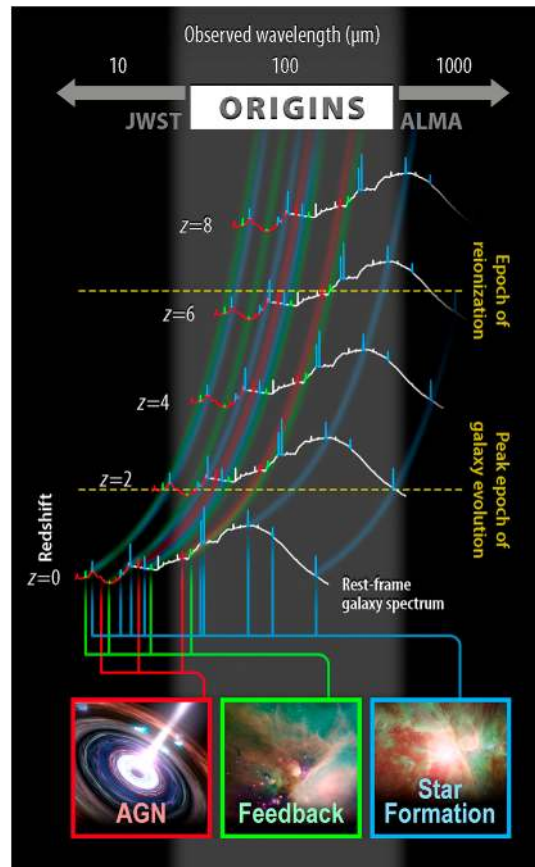 Observed wavelength (μm)
10 100 1000
ORIGINS
JWST ALMA
z=8
Epoch of
reionization
z=6
z=4
Peak epoch of
galaxy evolution
z=2
Redshift
z=0
Rest-frame
galaxy spectrum
AGN
Feedback
Star
Formation